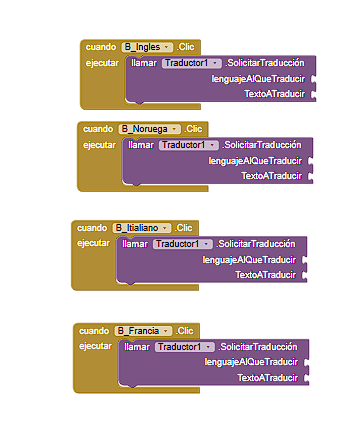 cuando B_Ingles .Clic
ejecutar llamar Traductor1 .SolicitarTraducción
lenguajeAlQueTraducir
TextoATraducir
cuando B_Noruega .Clic
ejecutar llamar Traductor1 .SolicitarTraducción
lenguajeAlQueTraducir
TextoATraducir
cuando B_Itialiano .Clic
ejecutar llamar Traductor1 .SolicitarTraducción
lenguajeAlQueTraducir
TextoATraducir
cuando B_Francia .Clic
ejecutar llamar Traductor1 .SolicitarTraducción
lenguajeAlQueTraducir
TextoATraducir